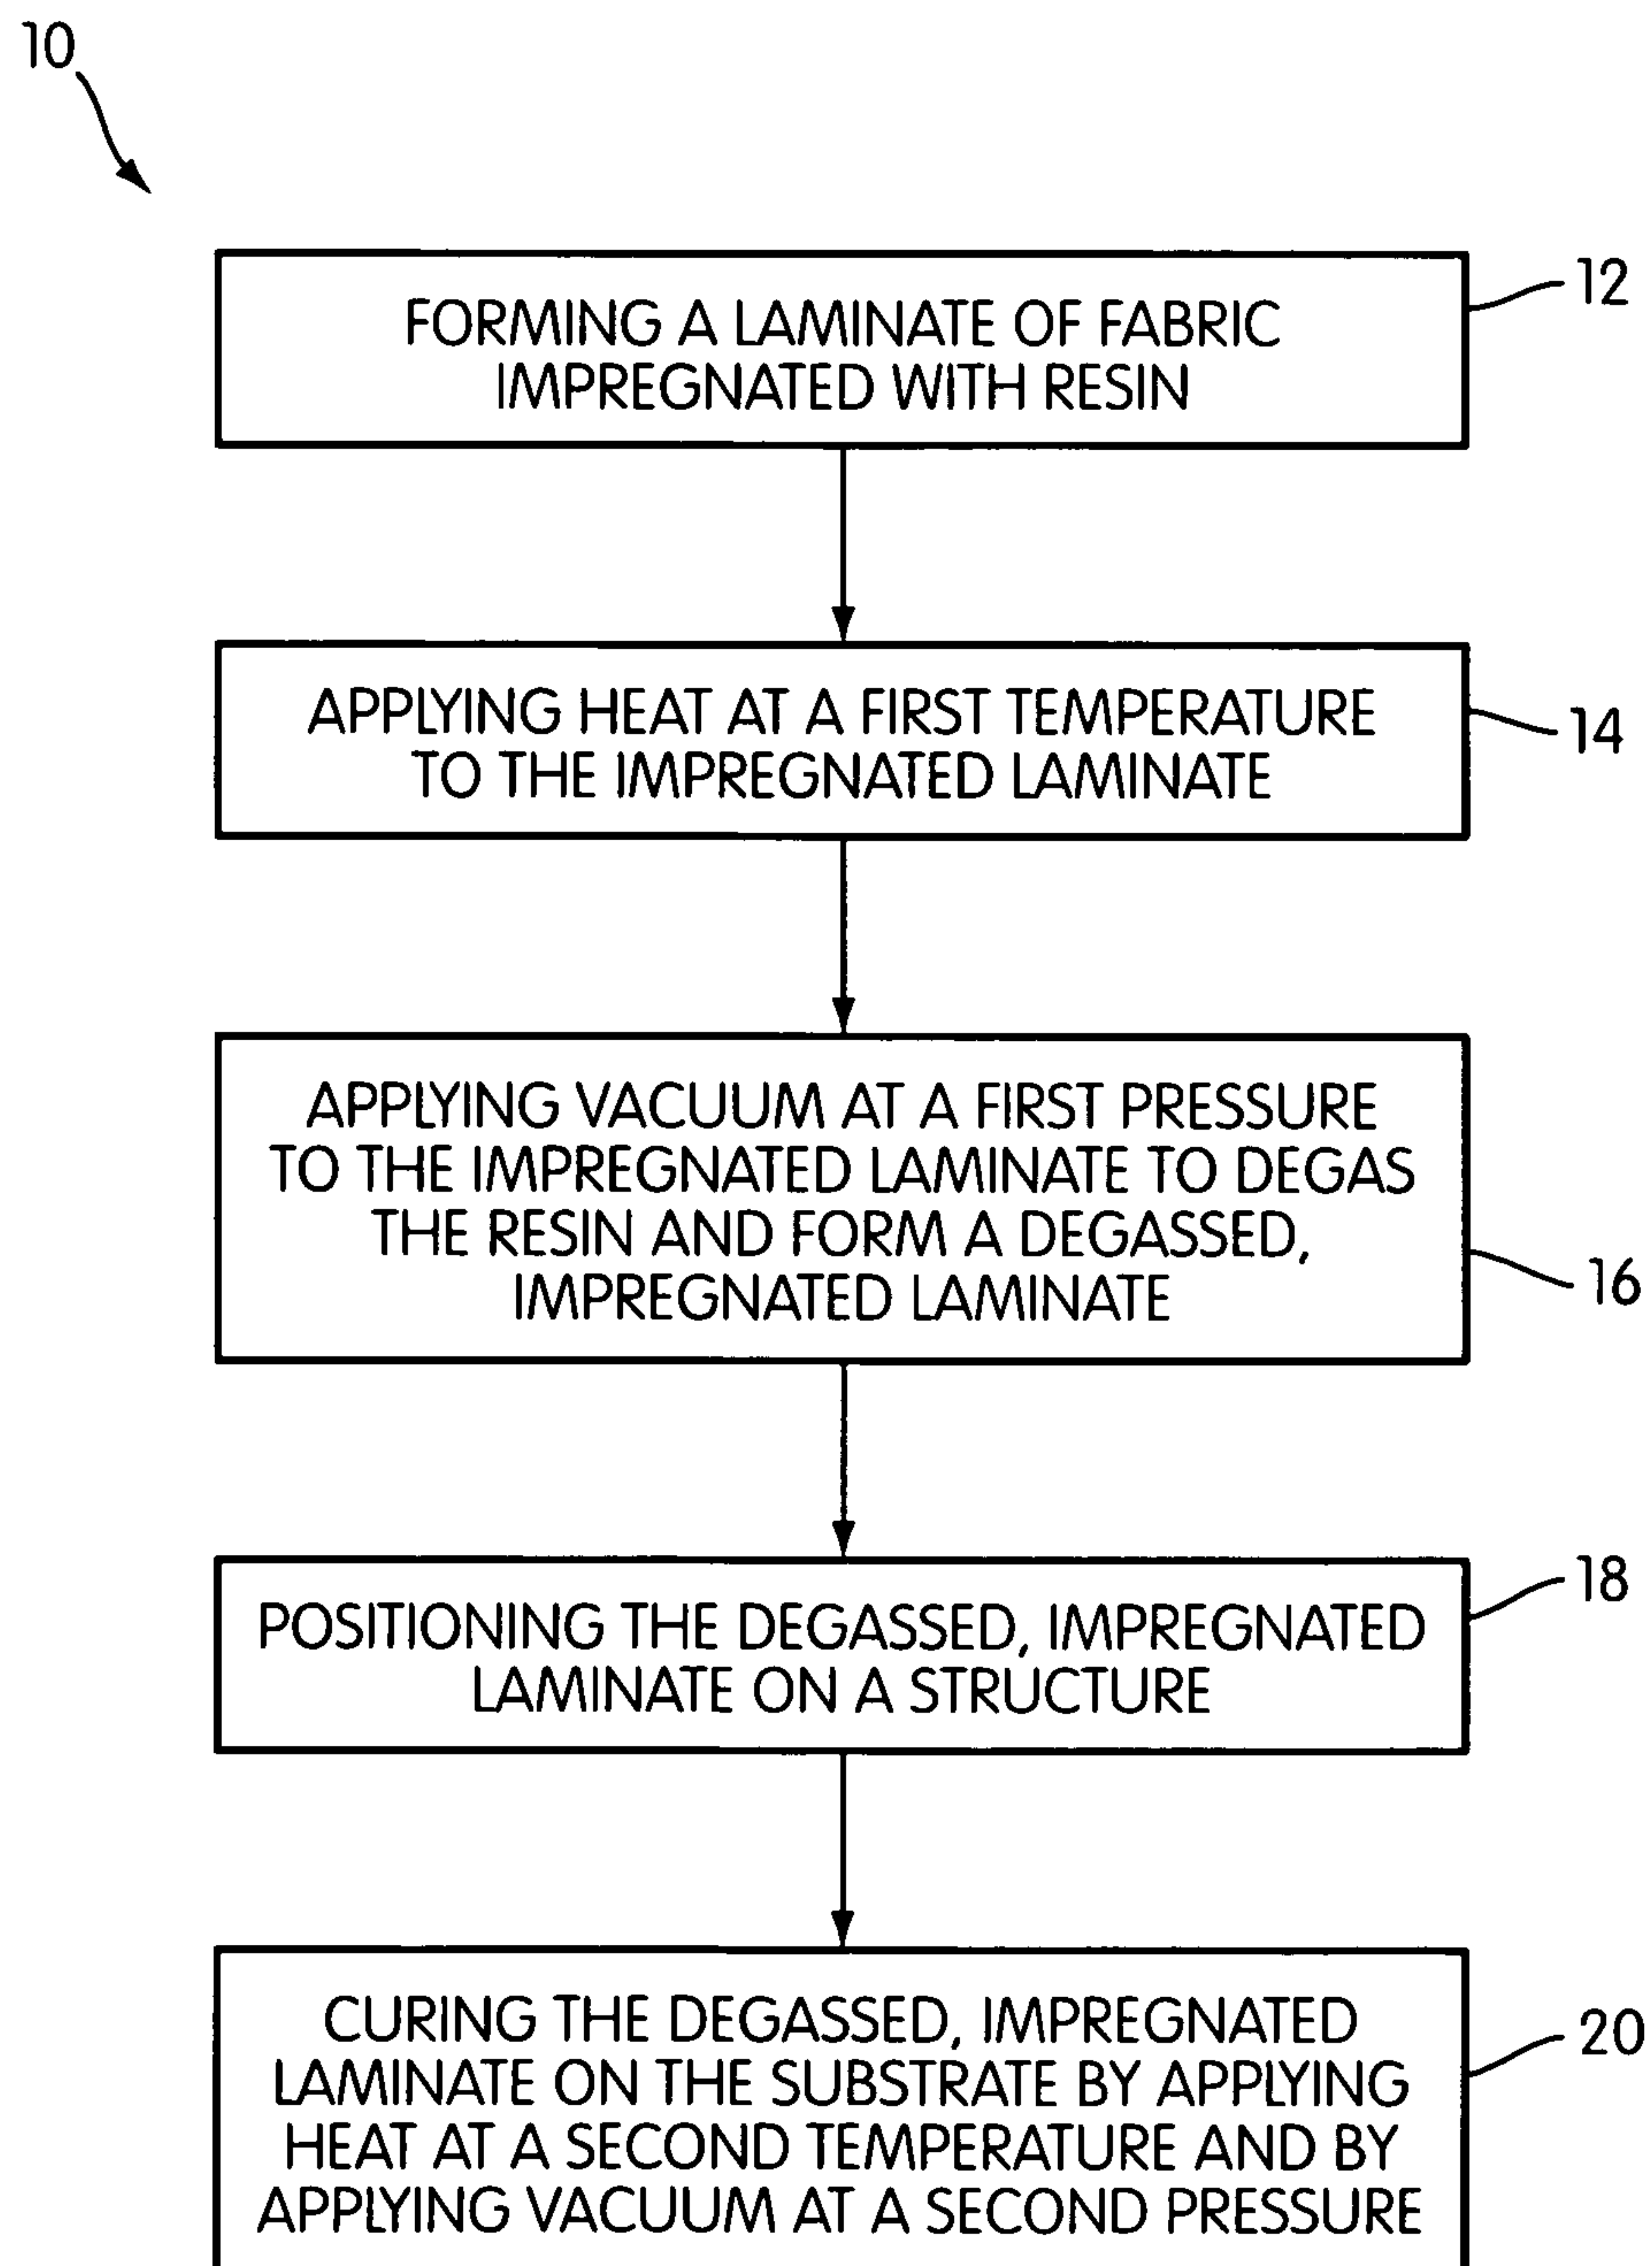 10
FORMING A LAMINATE OF FABRIC
IMPREGNATED WITH RESIN
12
APPLYING HEAT AT A FIRST TEMPERATURE
TO THE IMPREGNATED LAMINATE
14
APPLYING VACUUM AT A FIRST PRESSURE
TO THE IMPREGNATED LAMINATE TO DEGAS
THE RESIN AND FORM A DEGASSED,
IMPREGNATED LAMINATE
16
POSITIONING THE DEGASSED, IMPREGNATED
LAMINATE ON A STRUCTURE
18
CURING THE DEGASSED, IMPREGNATED
LAMINATE ON THE SUBSTRATE BY APPLYING
HEAT AT A SECOND TEMPERATURE AND BY
APPLYING VACUUM AT A SECOND PRESSURE
20